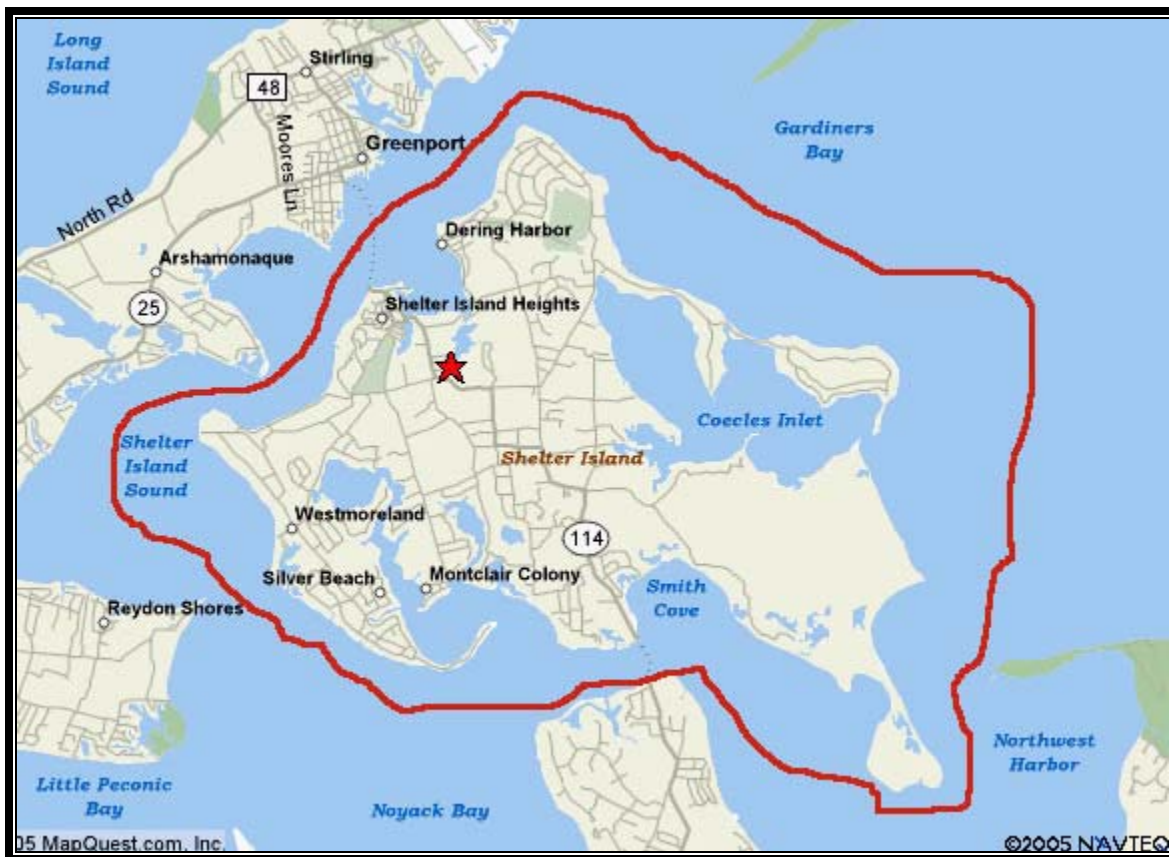 Long
Island
Sound
Stirling
48
Moores Ln
Greenport
Gardiners
Bay
North Rd
Dering Harbor
Arshamonaque
25
Shelter Island Heights
Coecles Inlet
Shelter
Island
Sound
Shelter Island
Westmoreland
114
Silver Beach
Montclair Colony
Smith
Cove
Reydon Shores
Northwest
Harbor
Little Peconic
Bay
Noyack Bay
05 MapQuest.com, Inc.
©2005 NAVTEQ